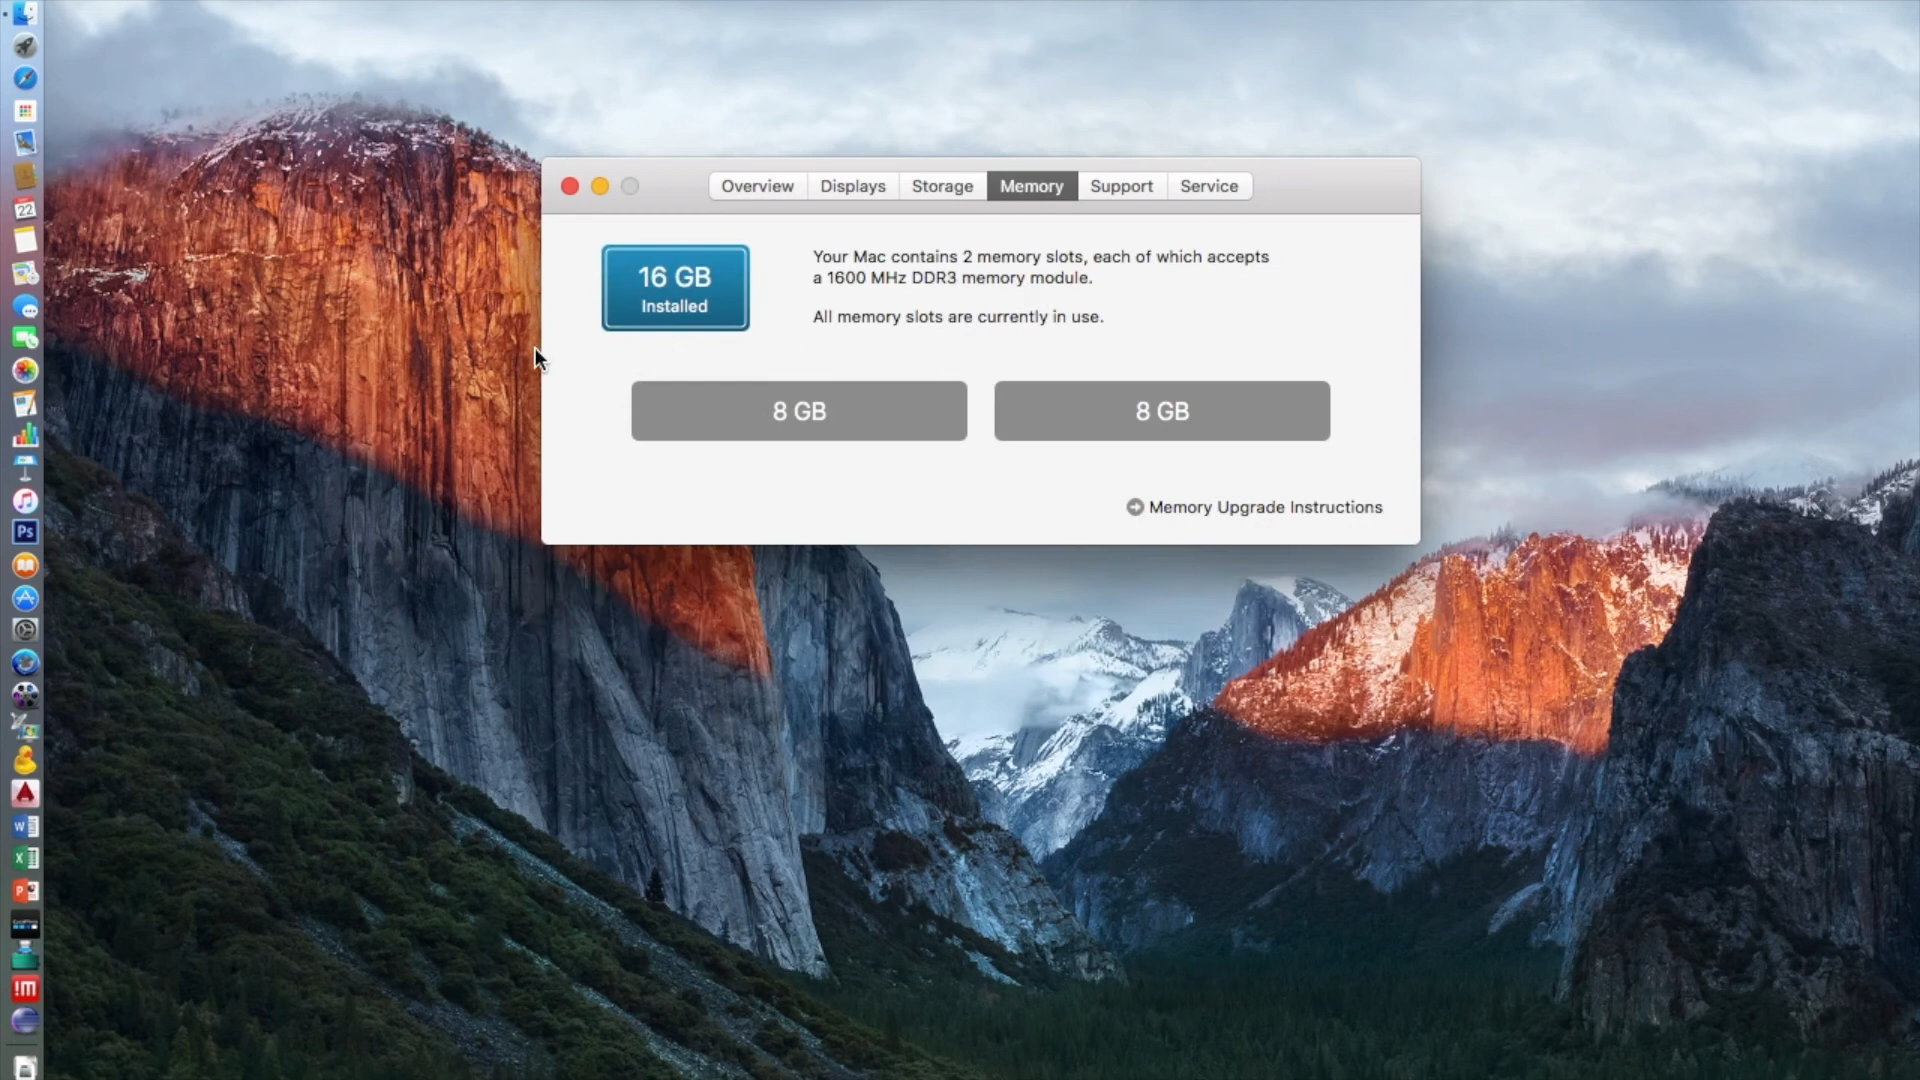 Overview Displays Storage Memory Support Service
16 GB
Installed
Your Mac contains 2 memory slots, each of which accepts
a 1600 MHz DDR3 memory module.
All memory slots are currently in use.
8 GB 8 GB
Memory Upgrade Instructions
22
Ps
W
X
P
!M